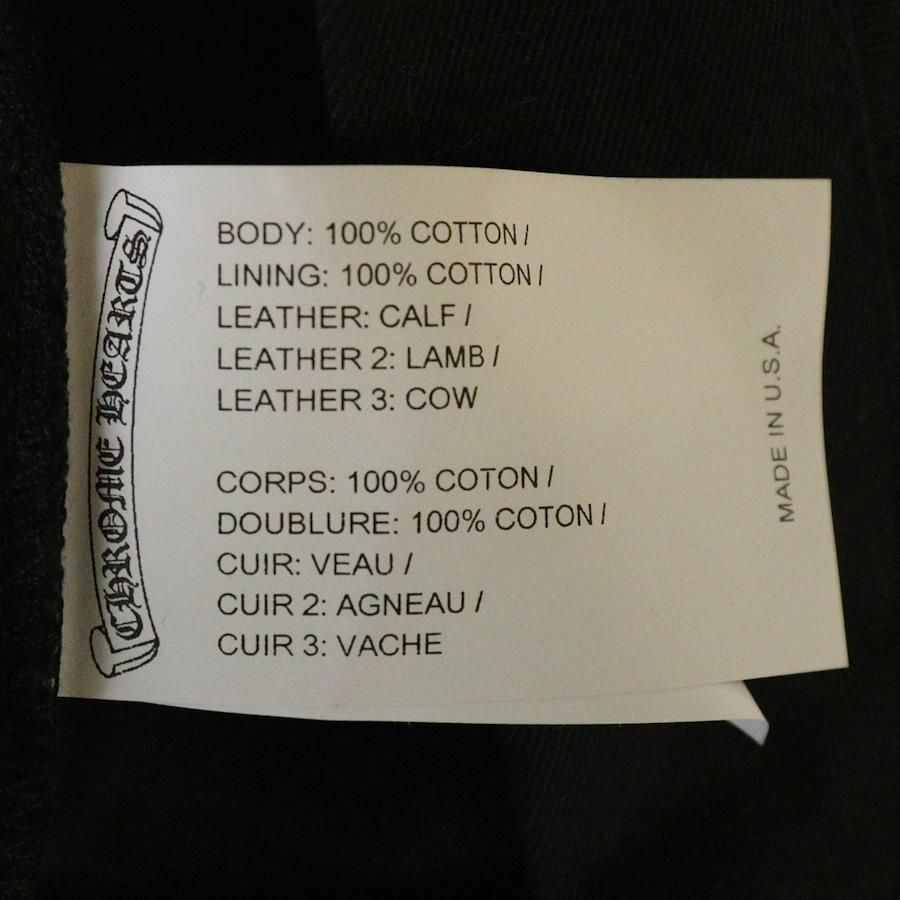 CHROME HEARTS
BODY: 100% COTTON /
LINING: 100% COTTON /
LEATHER: CALF /
LEATHER 2: LAMB /
LEATHER 3: COW
CORPS: 100% COTON /
DOUBLURE: 100% COTON /
CUIR: VEAU /
CUIR 2: AGNEAU /
CUIR 3: VACHE
MADE IN U.S.A.